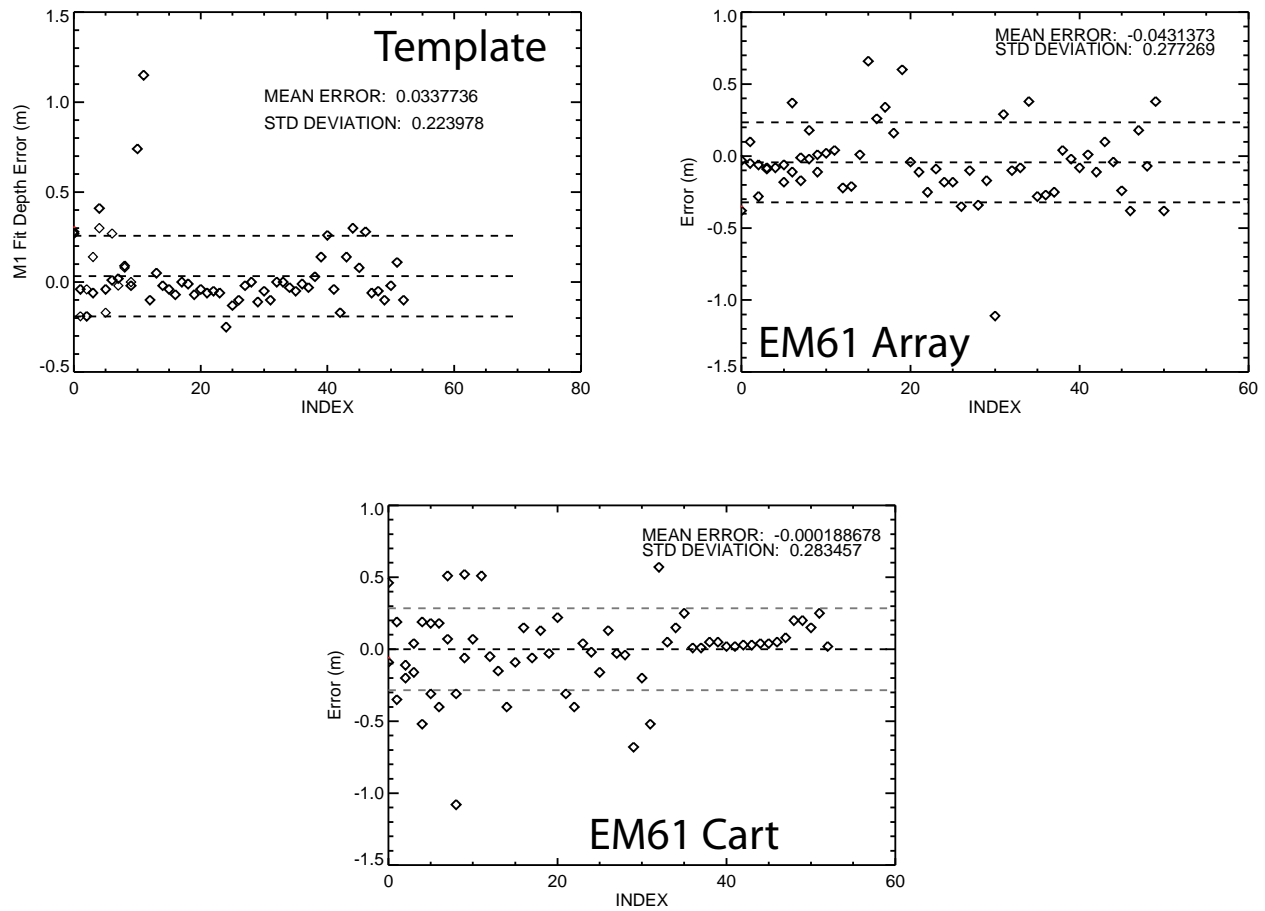 Template
MEAN ERROR: 0.0337736
STD DEVIATION: 0.223978
M1 Fit Depth Error (m)
1.5
1.0
0.5
0.0
-0.5
0 20 40 60 80
INDEX
MEAN ERROR: -0.0431373
STD DEVIATION: 0.277269
EM61 Array
Error (m)
1.0
0.5
0.0
-0.5
-1.0
-1.5
0 20 40 60
INDEX
MEAN ERROR: -0.000188678
STD DEVIATION: 0.283457
EM61 Cart
Error (m)
1.0
0.5
0.0
-0.5
-1.0
-1.5
0 20 40 60
INDEX